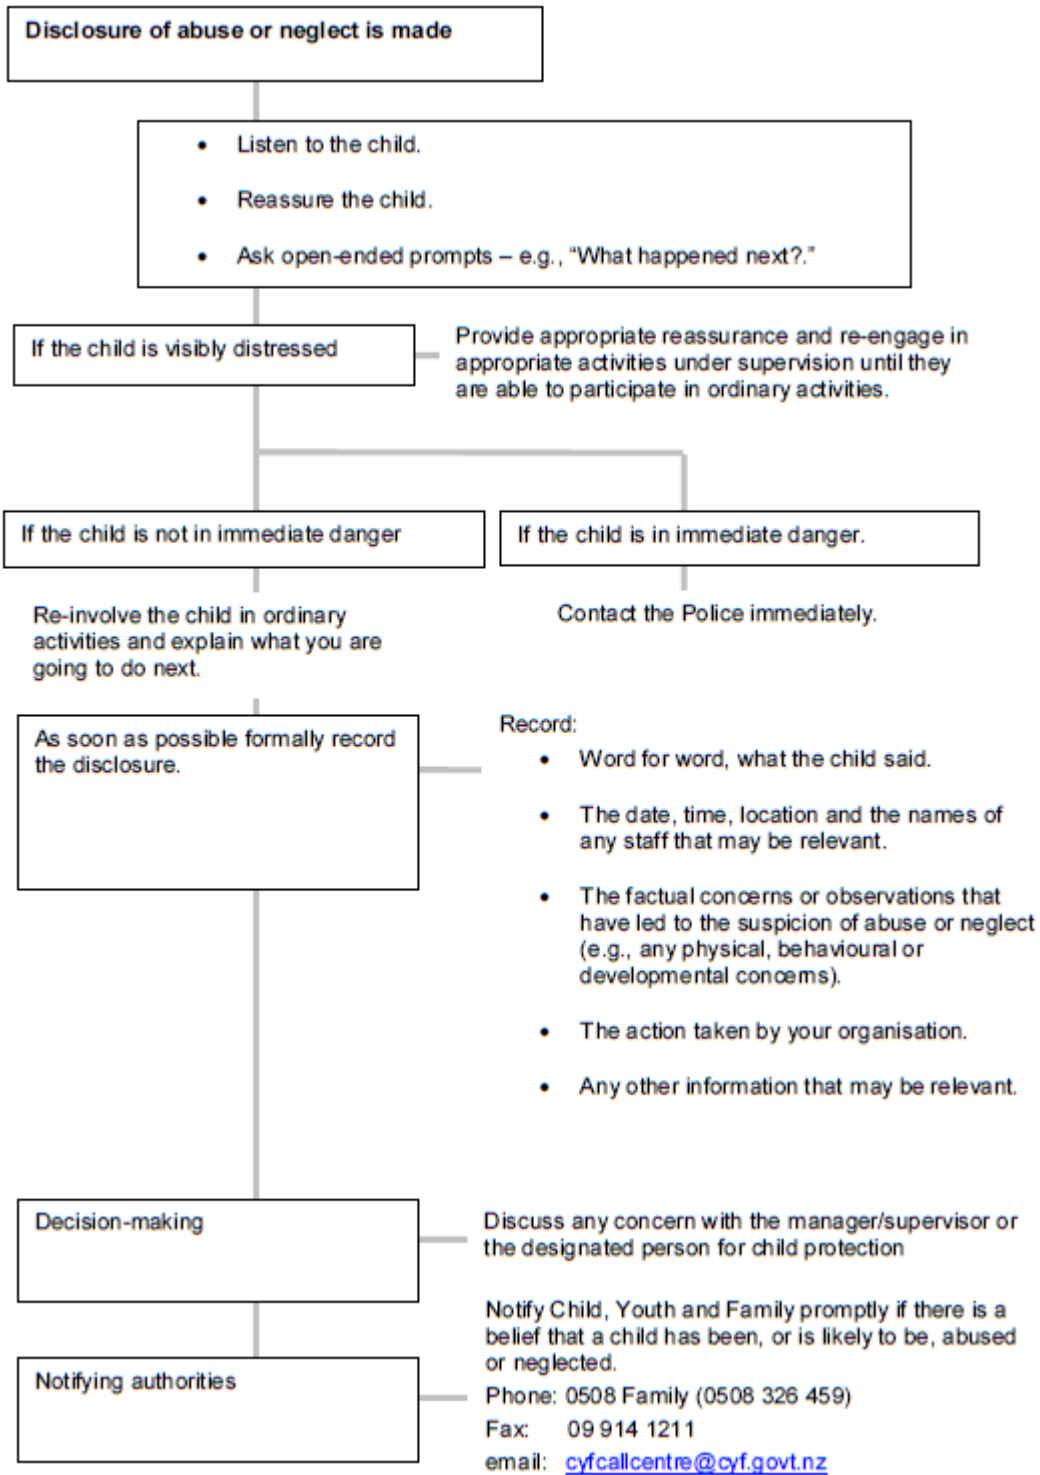 Disclosure of abuse or neglect is made
• Listen to the child.
• Reassure the child.
• Ask open-ended prompts – e.g., “What happened next?.”
If the child is visibly distressed
Provide appropriate reassurance and re-engage in
appropriate activities under supervision until they
are able to participate in ordinary activities.
If the child is not in immediate danger
If the child is in immediate danger.
Re-involve the child in ordinary
activities and explain what you are
going to do next.
Contact the Police immediately.
As soon as possible formally record
the disclosure.
Record:
• Word for word, what the child said.
• The date, time, location and the names of
any staff that may be relevant.
• The factual concerns or observations that
have led to the suspicion of abuse or neglect
(e.g., any physical, behavioural or
developmental concerns).
• The action taken by your organisation.
• Any other information that may be relevant.
Decision-making
Discuss any concern with the manager/supervisor or
the designated person for child protection
Notifying authorities
Notify Child, Youth and Family promptly if there is a
belief that a child has been, or is likely to be, abused
or neglected.
Phone: 0508 Family (0508 326 459)
Fax: 09 914 1211
email: cyfcallcentre@cyf.govt.nz